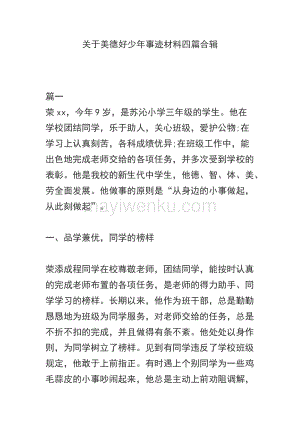 关于美德好少年事迹材料四篇合辑
篇一
荣 xx，今年 9 岁，是苏沁小学三年级的学生。他在
学校团结同学，乐于助人，关心班级，爱护公物;在
学习上认真刻苦，各科成绩优异;在班级工作中，能
出色地完成老师交给的各项任务，并多次受到学校的
表彰。他是我校的新生代中学生，他德、智、体、美、
劳全面发展。他做事的原则是“从身边的小事做起，
从此刻做起”。
一、品学兼优，同学的榜样
荣添成程同学在校尊敬老师，团结同学，能按时认真
的完成老师布置的各项任务，是老师的得力助手、同
学学习的榜样。长期以来，他作为班干部，总是勤勤
恳恳地为班级为同学服务，对老师交给的任务，总是
不折不扣的完成，并且做得有条不紊。他处处以身作
则，为同学树立了榜样。见到有同学违反了学校班级
规定，他敢于上前指正。有时遇上个别同学为一些鸡
毛蒜皮的小事吵闹起来，他总是主动上前劝阻调解，